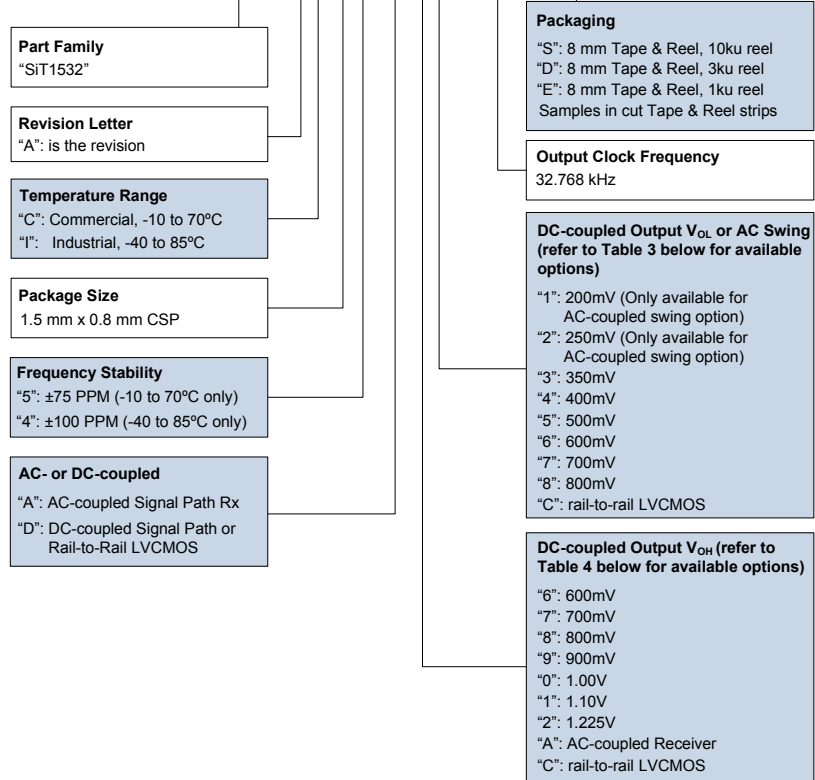 Part Family
“SiT1532”
Revision Letter
“A”: is the revision
Temperature Range
“C”: Commercial, -10 to 70ºC
“I”: Industrial, -40 to 85ºC
Package Size
1.5 mm x 0.8 mm CSP
Frequency Stability
“5”: ±75 PPM (-10 to 70ºC only)
“4”: ±100 PPM (-40 to 85ºC only)
AC- or DC-coupled
“A”: AC-coupled Signal Path Rx
“D”: DC-coupled Signal Path or
Rail-to-Rail LVCMOS
Packaging
“S”: 8 mm Tape & Reel, 10ku reel
“D”: 8 mm Tape & Reel, 3ku reel
“E”: 8 mm Tape & Reel, 1ku reel
Samples in cut Tape & Reel strips
Output Clock Frequency
32.768 kHz
DC-coupled Output VOL or AC Swing
(refer to Table 3 below for available
options)
“1”: 200mV (Only available for
AC-coupled swing option)
“2”: 250mV (Only available for
AC-coupled swing option)
“3”: 350mV
“4”: 400mV
“5”: 500mV
“6”: 600mV
“7”: 700mV
“8”: 800mV
“C”: rail-to-rail LVCMOS
DC-coupled Output VOH (refer to
Table 4 below for available options)
“6”: 600mV
“7”: 700mV
“8”: 800mV
“9”: 900mV
“0”: 1.00V
“1”: 1.10V
“2”: 1.225V
“A”: AC-coupled Receiver
“C”: rail-to-rail LVCMOS